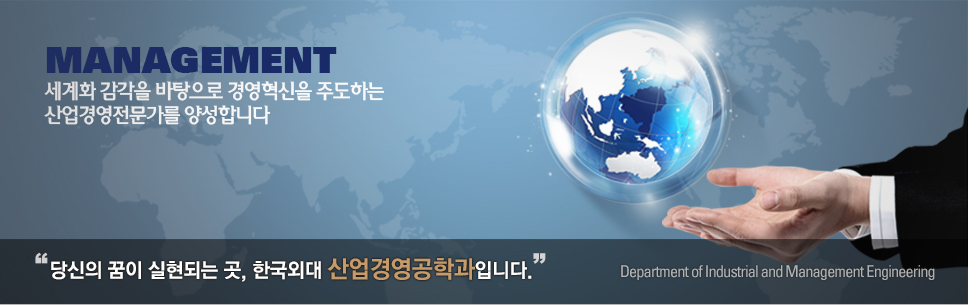 MANAGEMENT
세계화 감각을 바탕으로 경영혁신을 주도하는
산업경영전문가를 양성합니다
“당신의 꿈이 실현되는 곳, 한국외대 산업경영공학과입니다.”
Department of Industrial and Management Engineering